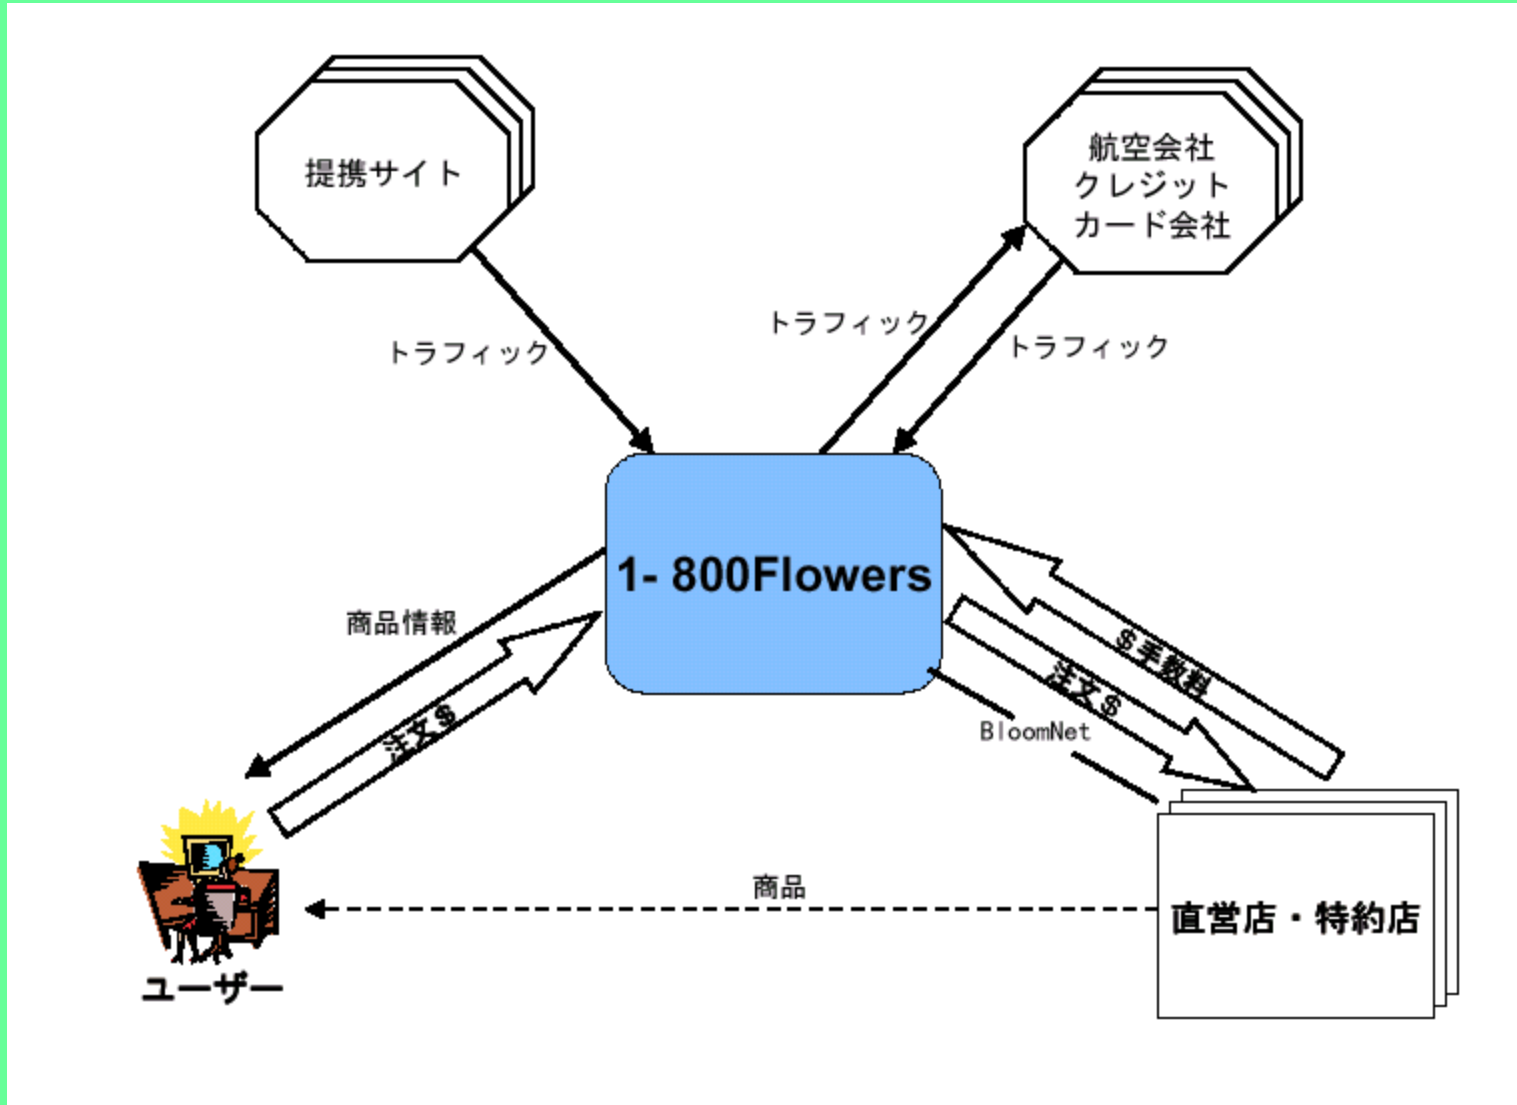 提携サイト
航空会社
クレジット
カード会社
トラフィック
トラフィック
トラフィック
1- 800Flowers
商品情報
注文$
$手数料
注文$
BloomNet
商品
直営店・特約店
ユーザー